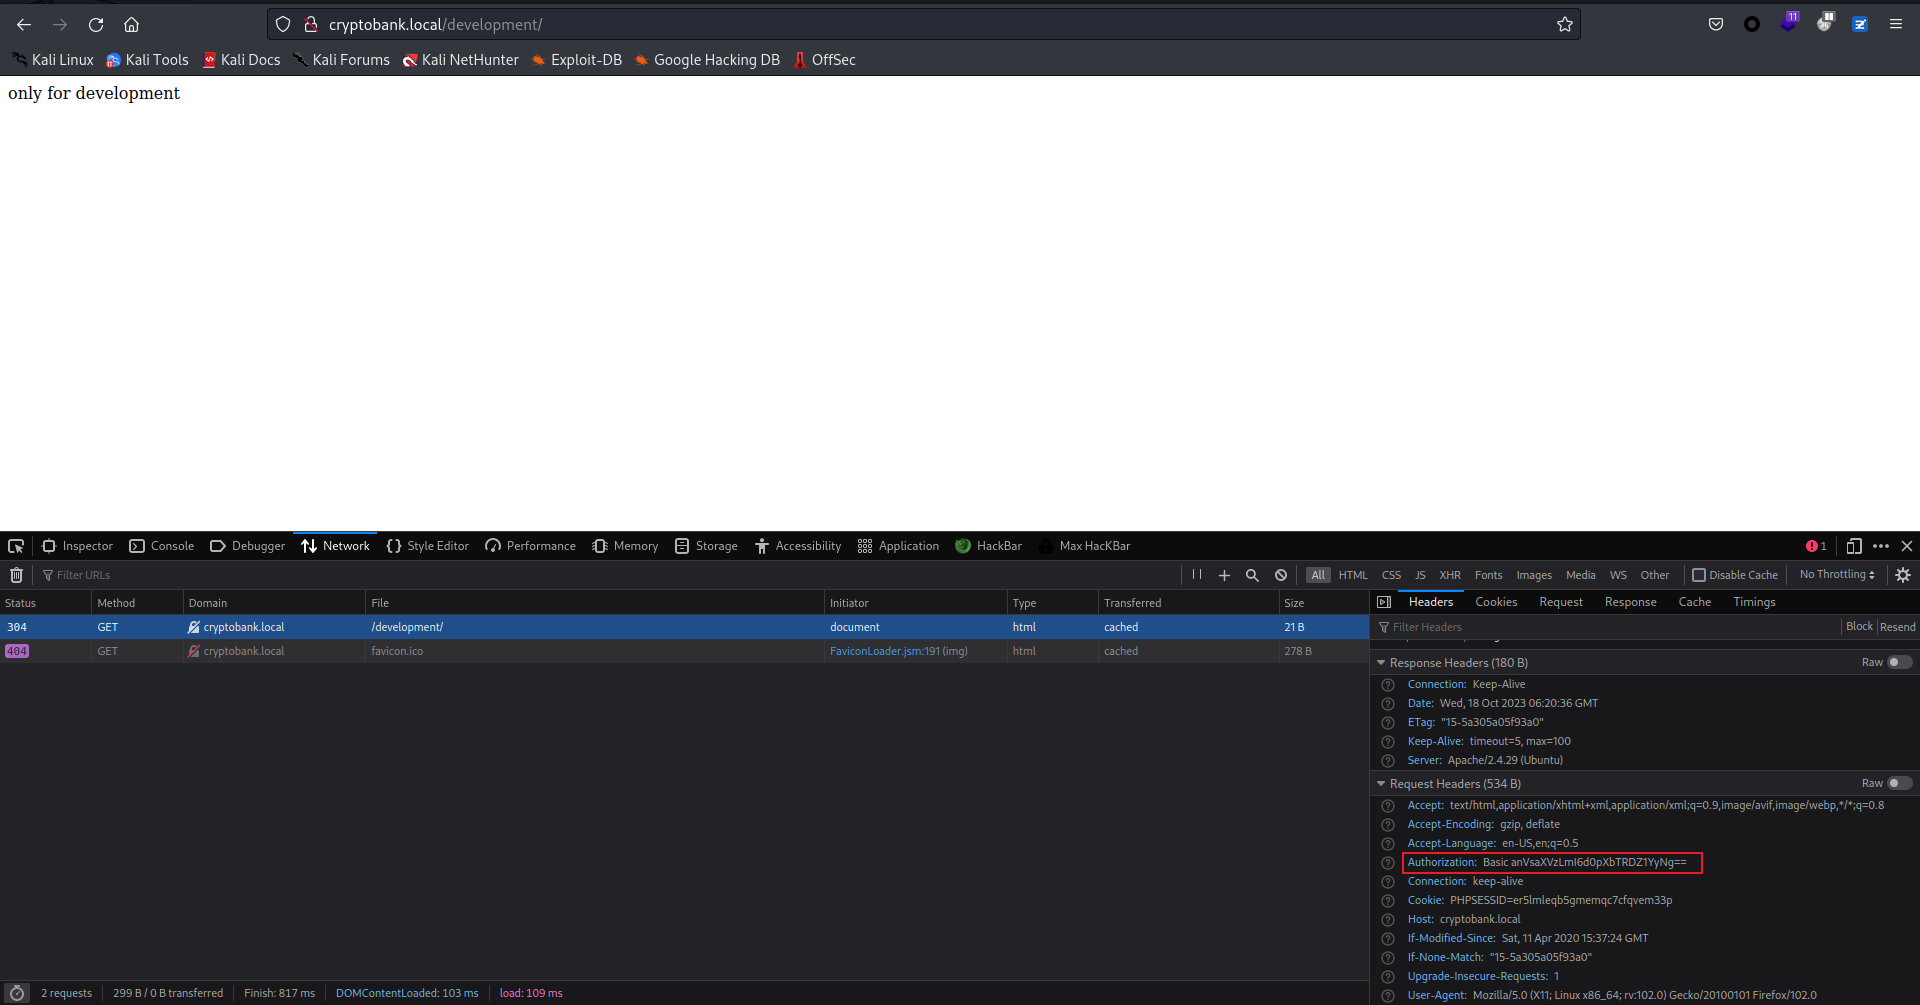 cryptobank.local/development/
11
Kali Linux Kali Tools Kali Docs Kali Forums Kali NetHunter Exploit-DB Google Hacking DB OffSec
only for development
Inspector Console Debugger Network Style Editor Performance Memory Storage Accessibility Application HackBar Max HacKBar 1
Filter URLs All HTML CSS JS XHR Fonts Images Media WS Other Disable Cache No Throttling
Status Method Domain File Initiator Type Transferred Size
304 GET cryptobank.local /development/ document html cached 21 B
404 GET cryptobank.local favicon.ico FaviconLoader.jsm:191 (img) html cached 278 B
Headers Cookies Request Response Cache Timings
Filter Headers Block Resend
Response Headers (180 B) Raw
Connection: Keep-Alive
Date: Wed, 18 Oct 2023 06:20:36 GMT
ETag: "15-5a305a05f93a0"
Keep-Alive: timeout=5, max=100
Server: Apache/2.4.29 (Ubuntu)
Request Headers (534 B) Raw
Accept: text/html,application/xhtml+xml,application/xml;q=0.9,image/avif,image/webp,*/*;q=0.8
Accept-Encoding: gzip, deflate
Accept-Language: en-US,en;q=0.5
Authorization: Basic anVsaXVzLmI6d0pXbTRDZ1YyNg==
Connection: keep-alive
Cookie: PHPSESSID=er5lmleqb5gmemqc7cfqvem33p
Host: cryptobank.local
If-Modified-Since: Sat, 11 Apr 2020 15:37:24 GMT
If-None-Match: "15-5a305a05f93a0"
Upgrade-Insecure-Requests: 1
User-Agent: Mozilla/5.0 (X11; Linux x86_64; rv:102.0) Gecko/20100101 Firefox/102.0
2 requests 299 B / 0 B transferred Finish: 817 ms DOMContentLoaded: 103 ms load: 109 ms